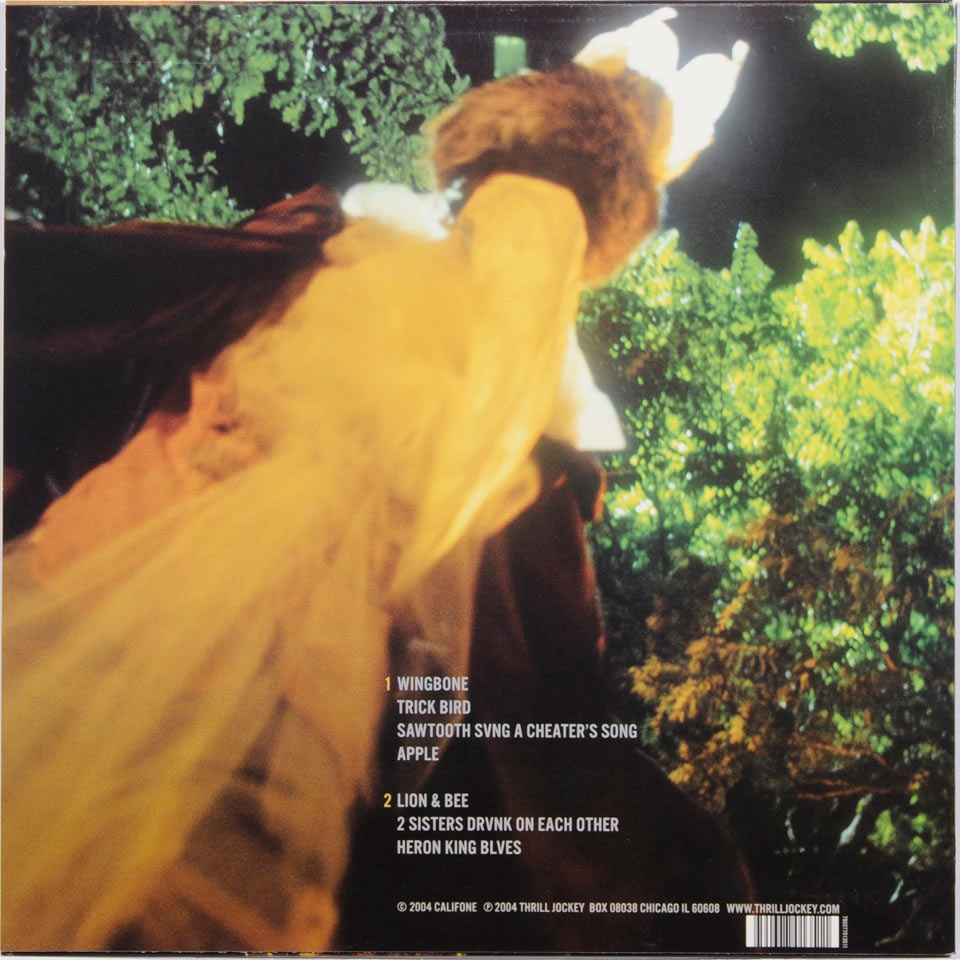 1 WINGBONE
TRICK BIRD
SAWTOOTH SVNG A CHEATER'S SONG
APPLE
2 LION & BEE
2 SISTERS DRVNK ON EACH OTHER
HERON KING BLVES
© 2004 CALIFONE ℗ 2004 THRILL JOCKEY BOX 08038 CHICAGO IL 60608 WWW.THRILLJOCKEY.COM